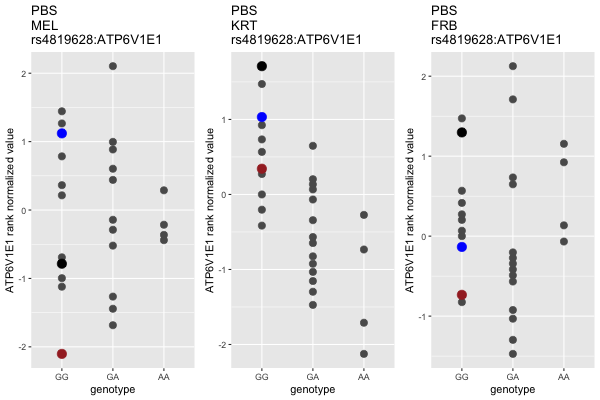 PBS
MEL
rs4819628:ATP6V1E1
ATP6V1E1 rank normalized value
2
1
0
-1
-2
GG GA AA
genotype
PBS
KRT
rs4819628:ATP6V1E1
ATP6V1E1 rank normalized value
1
0
-1
-2
GG GA AA
genotype
PBS
FRB
rs4819628:ATP6V1E1
ATP6V1E1 rank normalized value
2
1
0
-1
GG GA AA
genotype